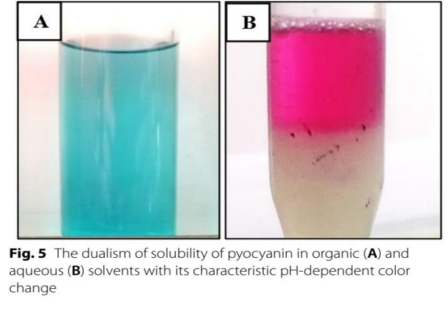 A
B
Fig. 5 The dualism of solubility of pyocyanin in organic (A) and
aqueous (B) solvents with its characteristic pH-dependent color
change